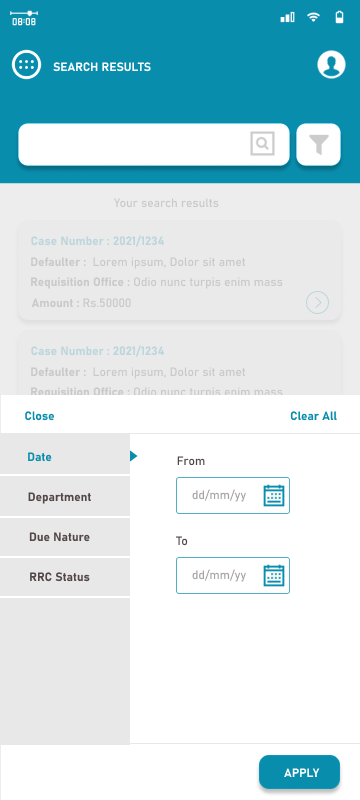 08:08
SEARCH RESULTS
Your search results
Case Number : 2021/1234
Defaulter : Lorem ipsum, Dolor sit amet
Requisition Office : Odio nunc turpis enim mass
Amount : Rs.50000
Case Number : 2021/1234
Defaulter : Lorem ipsum, Dolor sit amet
Requisition Office : Odio nunc turpis enim mass
Close
Clear All
Date
Department
Due Nature
RRC Status
From
dd/mm/yy
To
dd/mm/yy
APPLY